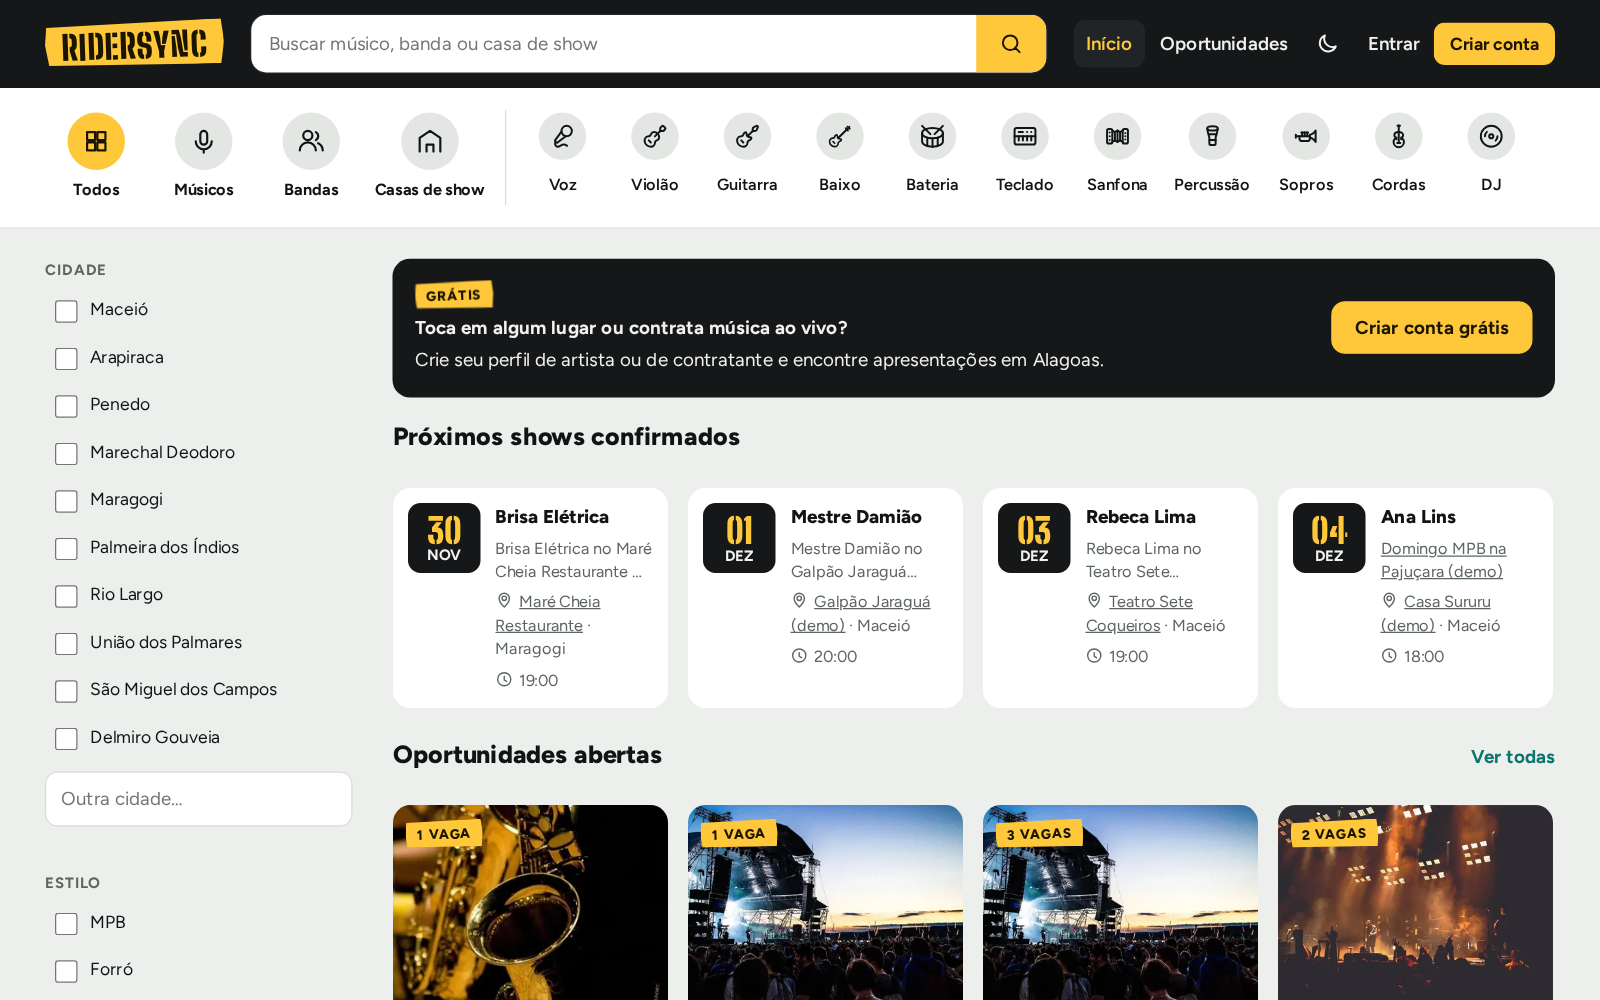 RIDERSYNC
Buscar músico, banda ou casa de show
Início
Oportunidades
Entrar
Criar conta
Todos
Músicos
Bandas
Casas de show
Voz
Violão
Guitarra
Baixo
Bateria
Teclado
Sanfona
Percussão
Sopros
Cordas
DJ
CIDADE
Maceió
Arapiraca
Penedo
Marechal Deodoro
Maragogi
Palmeira dos Índios
Rio Largo
União dos Palmares
São Miguel dos Campos
Delmiro Gouveia
Outra cidade...
ESTILO
MPB
Forró
GRÁTIS
Toca em algum lugar ou contrata música ao vivo?
Crie seu perfil de artista ou de contratante e encontre apresentações em Alagoas.
Criar conta grátis
Próximos shows confirmados
30
NOV
Brisa Elétrica
Brisa Elétrica no Maré
Cheia Restaurante ...
Maré Cheia
Restaurante ·
Maragogi
19:00
01
DEZ
Mestre Damião
Mestre Damião no
Galpão Jaraguá...
Galpão Jaraguá
(demo) · Maceió
20:00
03
DEZ
Rebeca Lima
Rebeca Lima no
Teatro Sete...
Teatro Sete
Coqueiros · Maceió
19:00
04
DEZ
Ana Lins
Domingo MPB na
Pajuçara (demo)
Casa Sururu
(demo) · Maceió
18:00
Oportunidades abertas
Ver todas
1 VAGA
1 VAGA
3 VAGAS
2 VAGAS